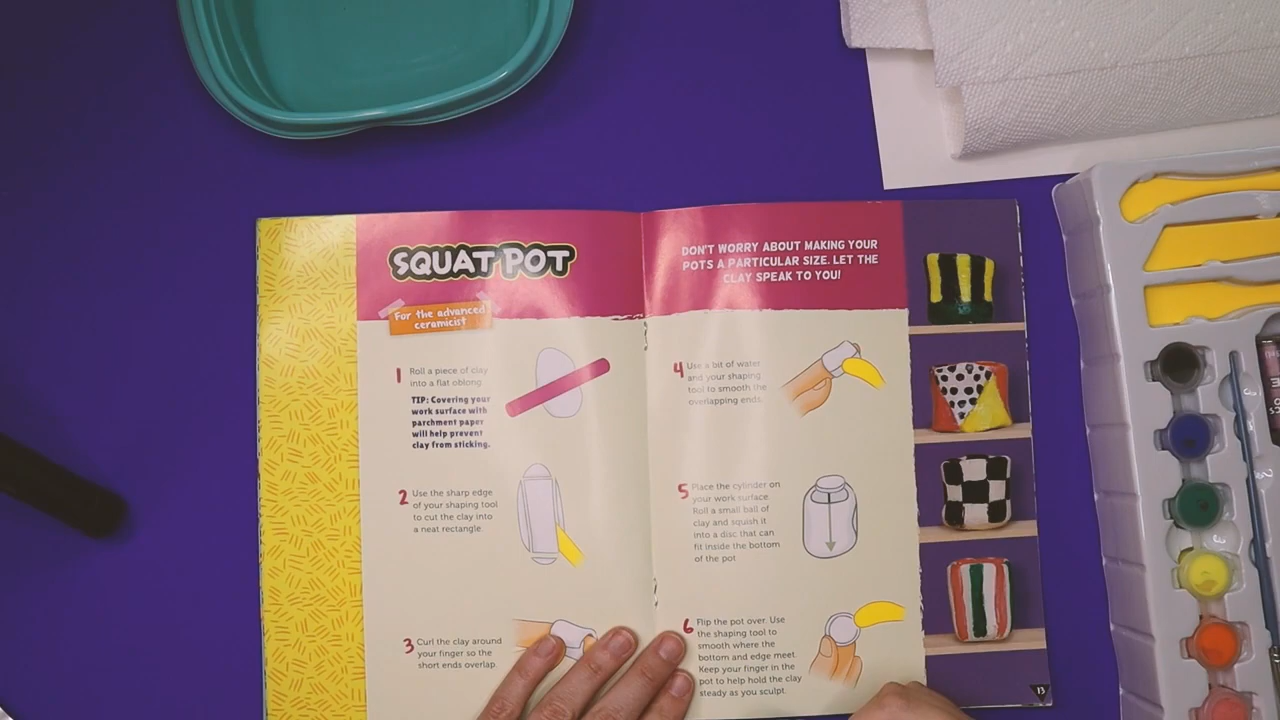 SQUAT POT
For the advanced
ceramicist
1 Roll a piece of clay
into a flat oblong.
TIP: Covering your
work surface with
parchment paper
will help prevent
clay from sticking.
2 Use the sharp edge
of your shaping tool
to cut the clay into
a neat rectangle.
3 Curl the clay around
your finger so the
short ends overlap.
DON'T WORRY ABOUT MAKING YOUR
POTS A PARTICULAR SIZE. LET THE
CLAY SPEAK TO YOU!
4 Use a bit of water
and your shaping
tool to smooth the
overlapping ends.
5 Place the cylinder on
your work surface.
Roll a small ball of
clay and squish it
into a disc that can
fit inside the bottom
of the pot.
6 Flip the pot over. Use
the shaping tool to
smooth where the
bottom and edge meet.
Keep your finger in the
pot to help hold the clay
steady as you sculpt.
13